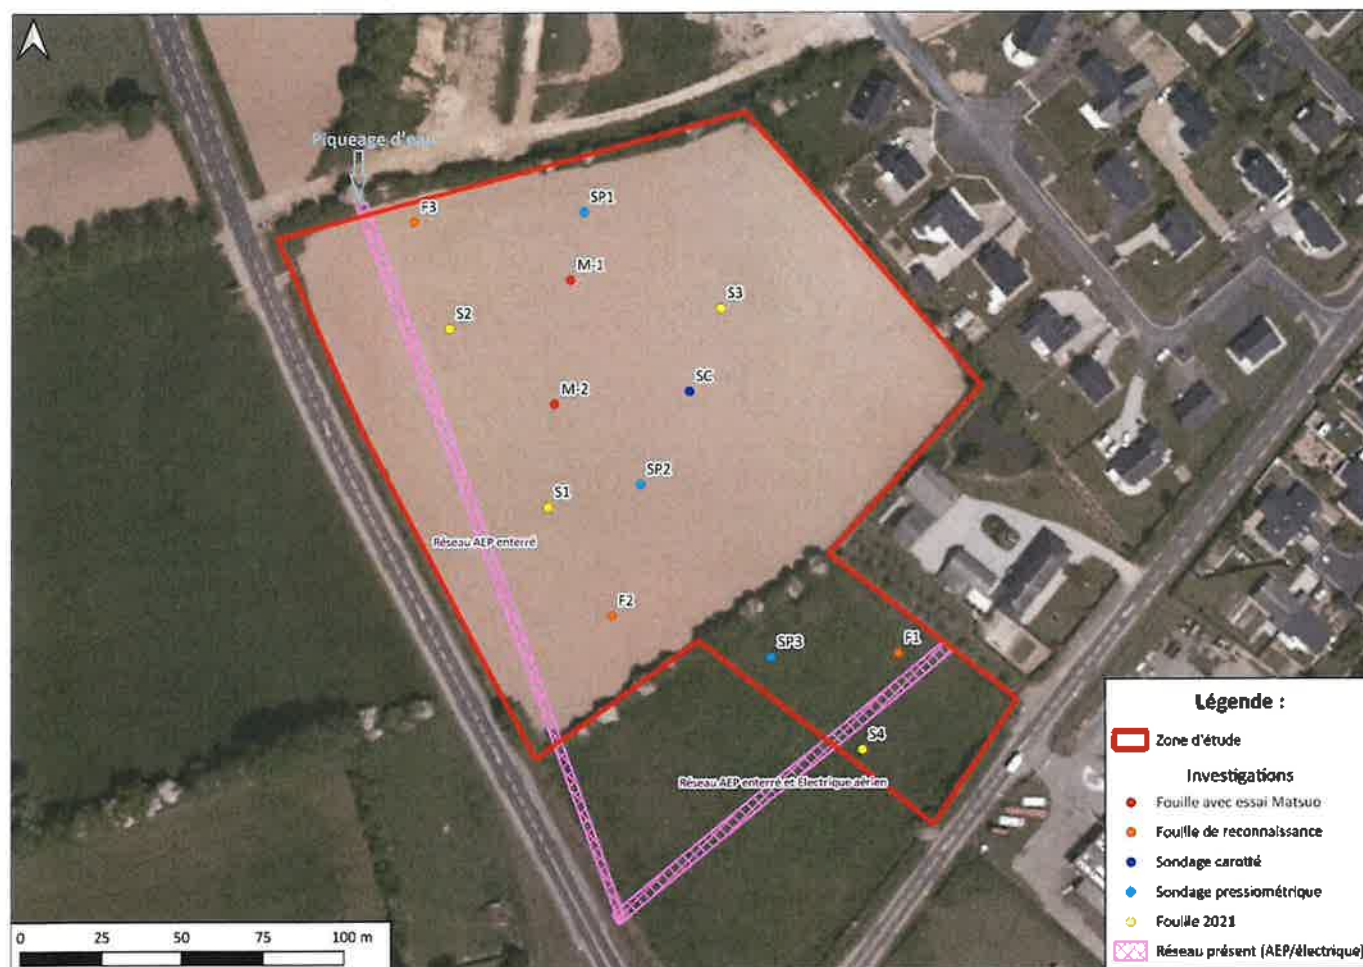 Piqueage d'eau
F3
SP1
M-1
S2
S3
SC
M-2
SP2
S1
Réseau AEP enterré
F2
SP3
F1
S4
Réseau AEP enterré et Electrique aérien
Légende :
Zone d'étude
Investigations
Fouille avec essai Matsuo
Fouille de reconnaissance
Sondage carotté
Sondage pressiométrique
Fouille 2021
Réseau présent (AEP/électrique)
0 25 50 75 100 m